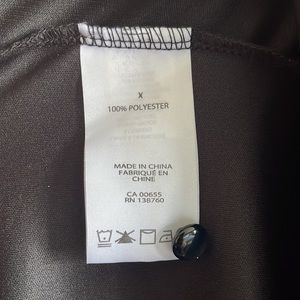 X
100% POLYESTER
MADE IN CHINA
FABRIQUÉ EN
CHINE
CA 00655
RN 138760